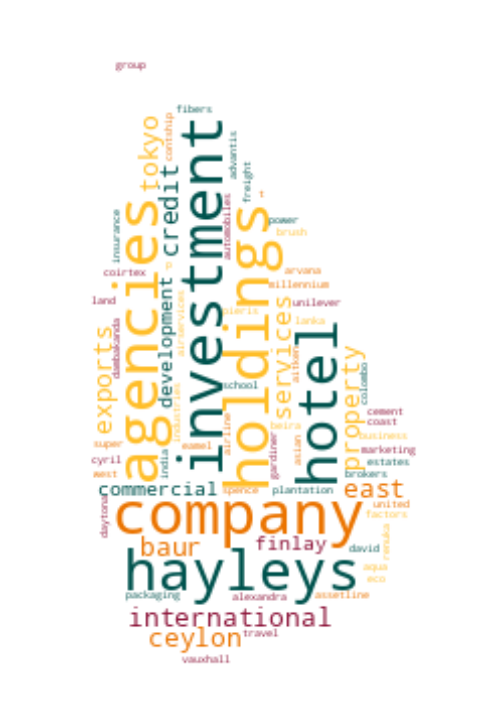 group
fibers
tokyo
contship
investment
advantis
agencies
credit
freight
t
automobiles
holdings
insurance
power
brush
coirtex
p
arvana
development
airservices
millennium
land
services
unilever
pieris
lanka
exports
dambakanda
hotel
aitken
property
colombo
industries
school
airline
cement
coast
gardiner
beira
asian
business
super
eamel
marketing
cyril
india
estates
west
brokers
commercial
spence
plantation
east
daytona
company
united
factors
baur
finlay
david
renuka
hayleys
aqua
eco
packaging
alexandra
assetline
international
ceylon
travel
vauxhall